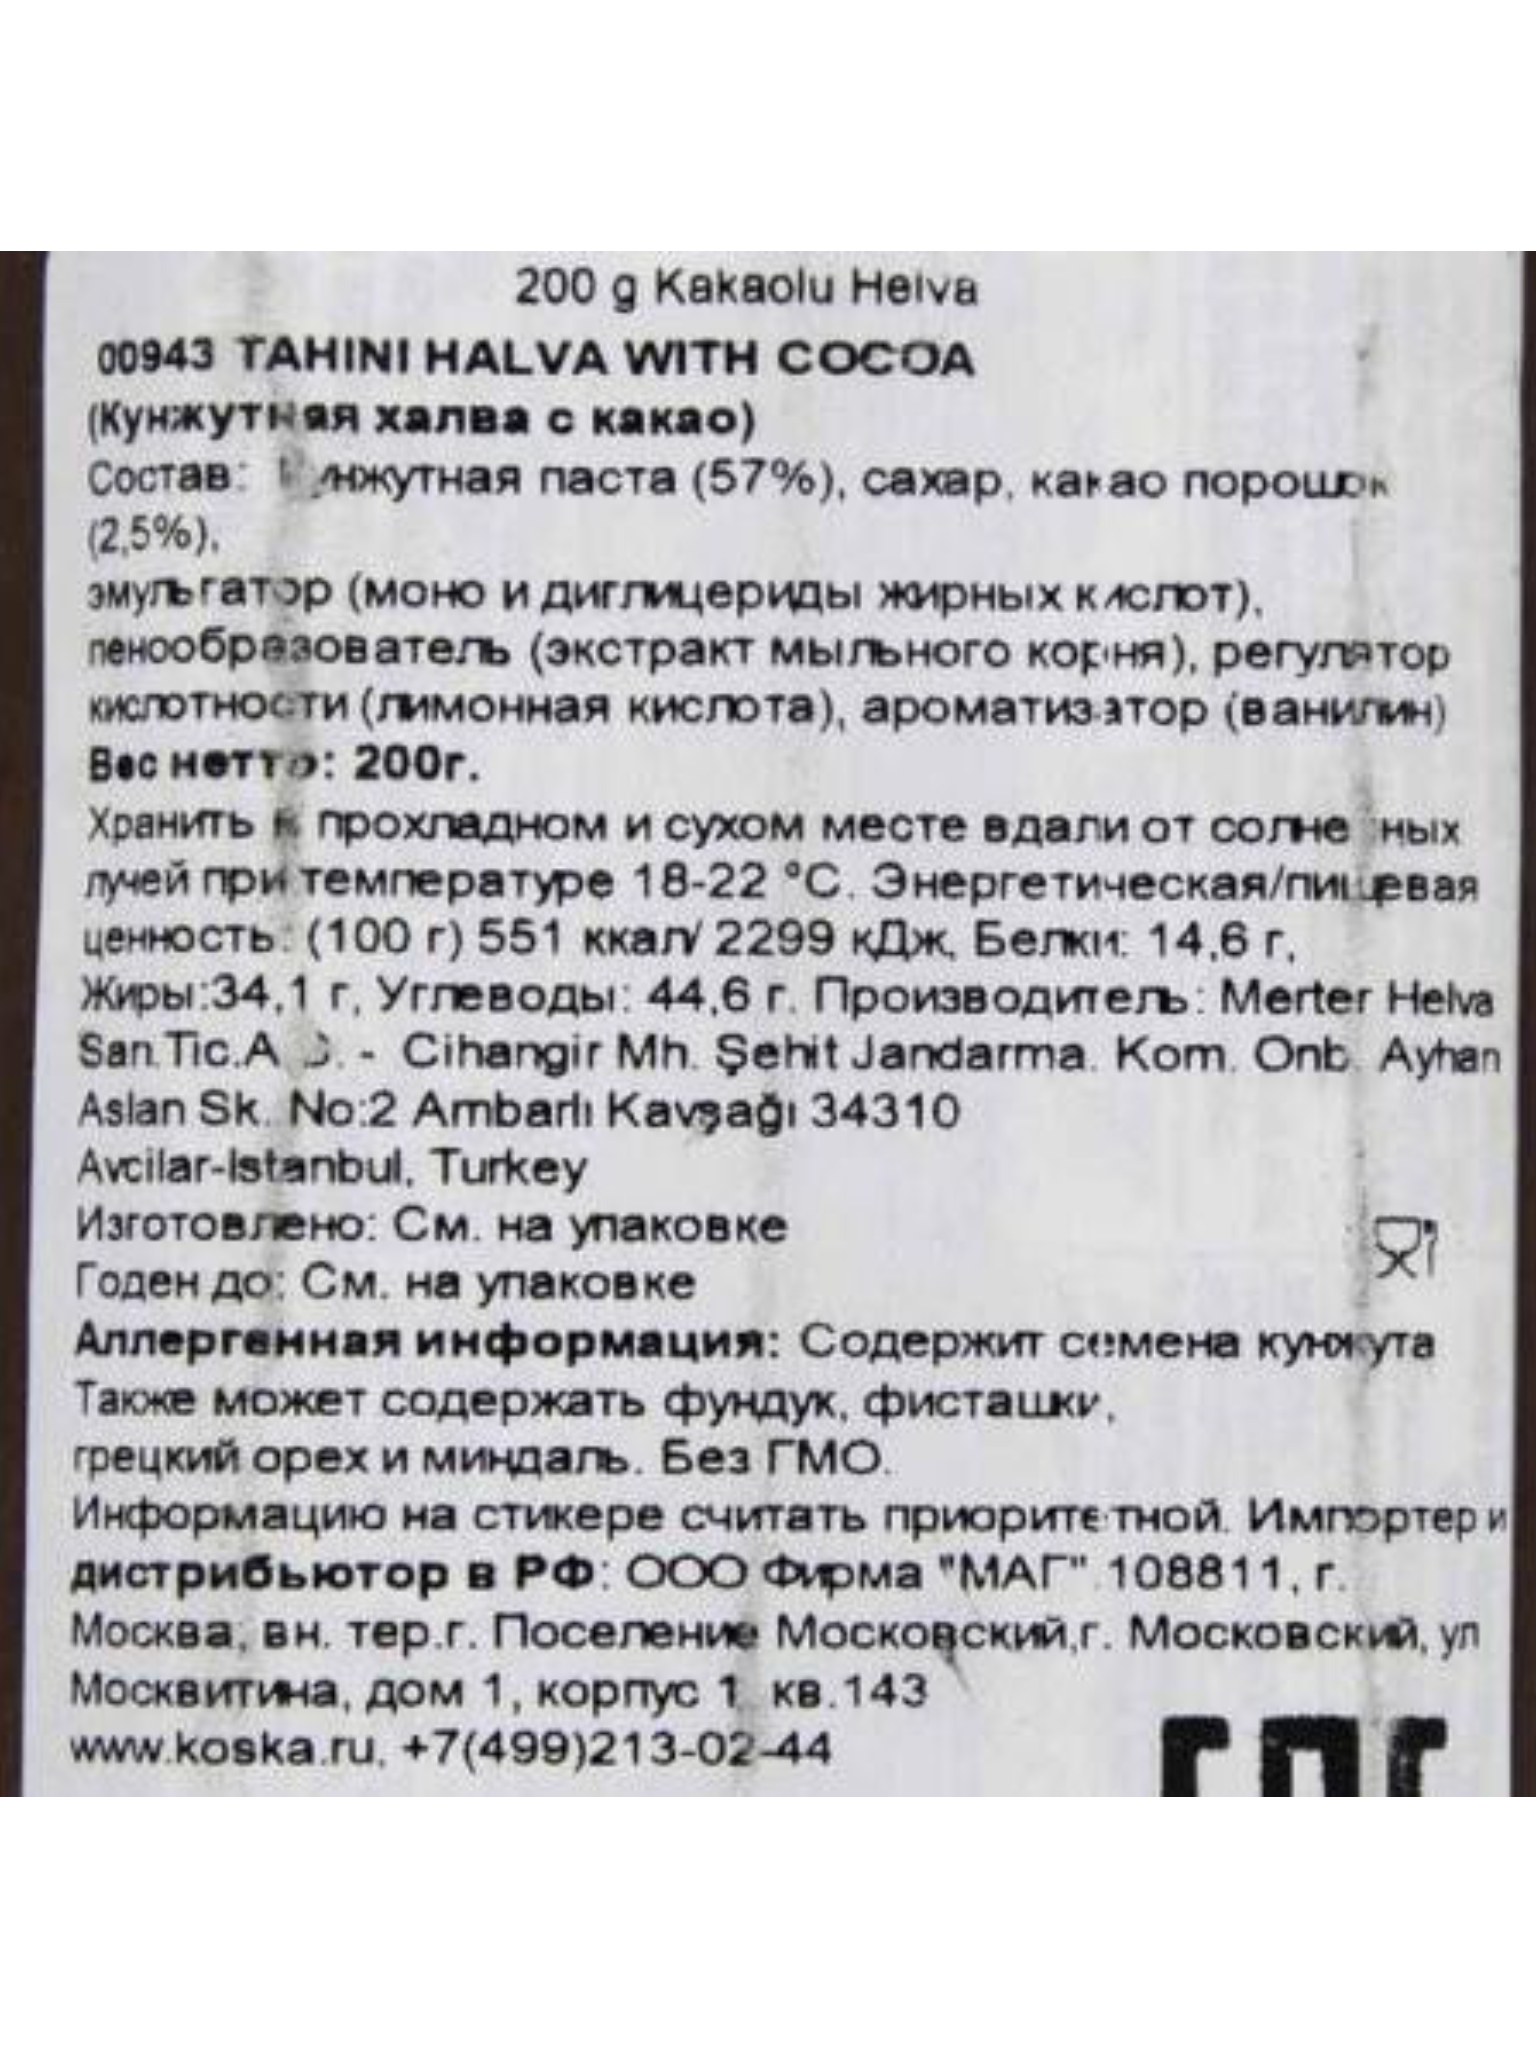 200 g Kakaolu Helva
00943 TAHINI HALVA WITH COCOA
(Кунжутная халва с какао)
Состав: Кунжутная паста (57%), сахар, какао порошок
(2,5%),
эмульгатор (моно и диглицериды жирных кислот),
пенообразователь (экстракт мыльного корня), регулятор
кислотности (лимонная кислота), ароматизатор (ванилин)
Вес нетто: 200г.
Хранить в прохладном и сухом месте вдали от солнечных
лучей при температуре 18-22 °C. Энергетическая/пищевая
ценность: (100 г) 551 ккал/ 2299 кДж, Белки: 14,6 г,
Жиры:34,1 г, Углеводы: 44,6 г. Производитель: Merter Helva
San.Tic.A.S. - Cihangir Mh. Şehit Jandarma. Kom. Onb. Ayhan
Aslan Sk. No:2 Ambarlı Kavşağı 34310
Avcilar-Istanbul, Turkey
Изготовлено: См. на упаковке
Годен до: См. на упаковке
Аллергенная информация: Содержит семена кунжута
Также может содержать фундук, фисташки,
грецкий орех и миндаль. Без ГМО.
Информацию на стикере считать приоритетной. Импортер и
дистрибьютор в РФ: ООО Фирма "МАГ" 108811, г.
Москва, вн. тер.г. Поселение Московский,г. Московский, ул
Москвитина, дом 1, корпус 1, кв.143
www.koska.ru, +7(499)213-02-44